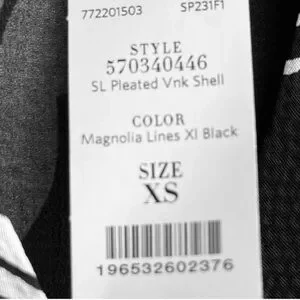 772201503 SP231F1
STYLE
570340446
SL Pleated Vnk Shell
COLOR
Magnolia Lines Xl Black
SIZE
XS
196532602376